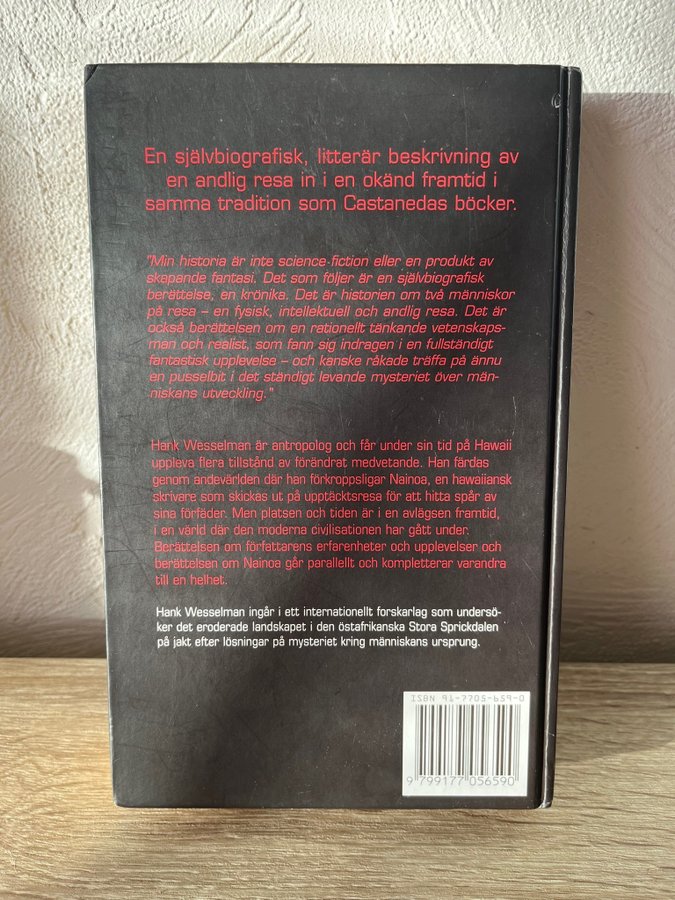 En självbiografisk, litterär beskrivning av
en andlig resa in i en okänd framtid i
samma tradition som Castanedas böcker.
"Min historia är inte science-fiction eller en produkt av
skapande fantasi. Det som följer är en självbiografisk
berättelse, en krönika. Det är historien om två människor
på resa – en fysisk, intellektuell och andlig resa. Det är
också berättelsen om en rationellt tänkande vetenskaps-
man och realist, som fann sig indragen i en fullständigt
fantastisk upplevelse – och kanske råkade träffa på ännu
en pusselbit i det ständigt levande mysteriet över män-
niskans utveckling."
Hank Wesselman är antropolog och får under sin tid på Hawaii
uppleva flera tillstånd av förändrat medvetande. Han färdas
genom andevärlden där han förkroppsligar Nainoa, en hawaiiansk
skrivare som skickas ut på upptäcktsresa för att hitta spår av
sina förfäder. Men platsen och tiden är i en avlägsen framtid,
i en värld där den moderna civilisationen har gått under.
Berättelsen om författarens erfarenheter och upplevelser och
berättelsen om Nainoa går parallellt och kompletterar varandra
till en helhet.
Hank Wesselman ingår i ett internationellt forskarlag som undersö-
ker det eroderade landskapet i den östafrikanska Stora Sprickdalen
på jakt efter lösningar på mysteriet kring människans ursprung.
ISBN 91-7705-659-0
9 799177 056590